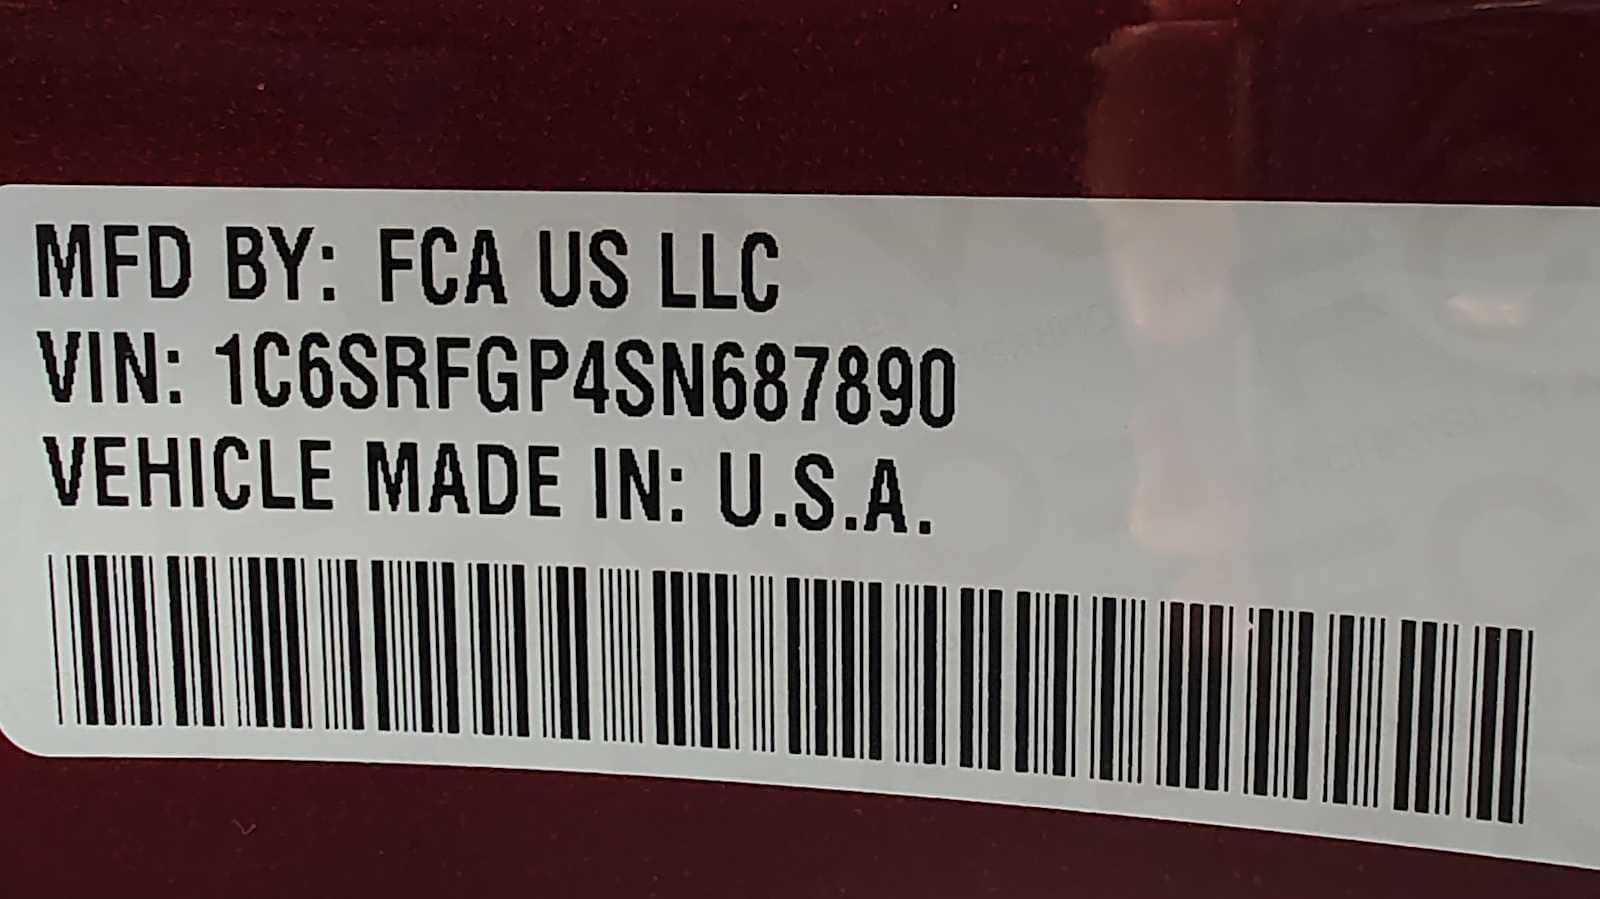 MFD BY: FCA US LLC
VIN: 1C6SRFGP4SN687890
VEHICLE MADE IN: U.S.A.